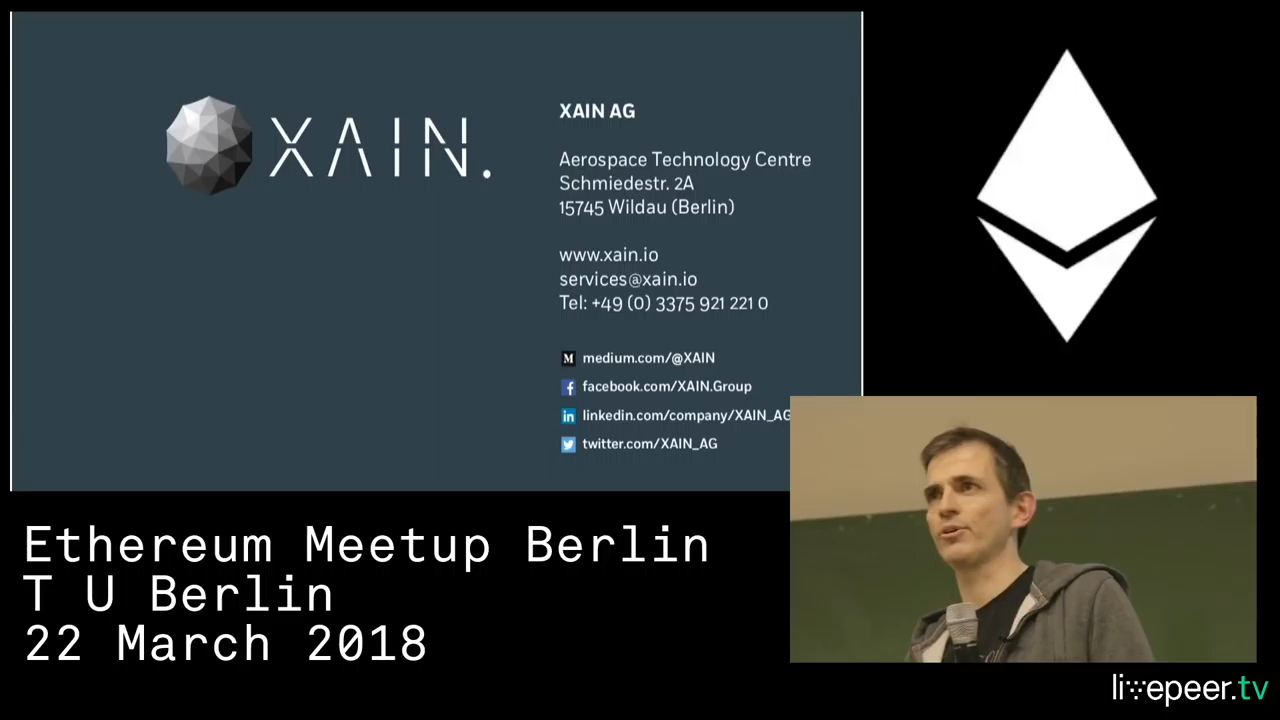 XAIN.
XAIN AG
Aerospace Technology Centre
Schmiedestr. 2A
15745 Wildau (Berlin)
www.xain.io
services@xain.io
Tel: +49 (0) 3375 921 221 0
M medium.com/@XAIN
f facebook.com/XAIN.Group
in linkedin.com/company/XAIN_AG
twitter.com/XAIN_AG
Ethereum Meetup Berlin
T U Berlin
22 March 2018
livepeer.tv